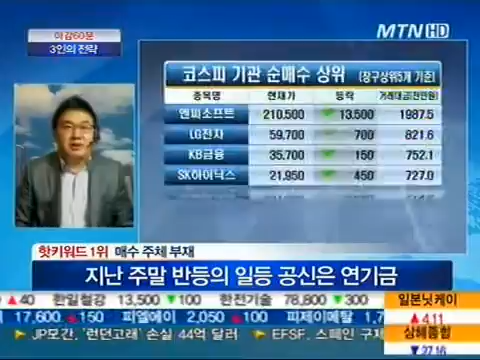 마감60분
3인의 전략
MTN HD
코스피 기관 순매수 상위 (장구상위5개 기준)
종목명 현재가 등락 거래대금(천만원)
엔씨소프트 210.500 13.500 1987.5
LG전자 59.700 700 821.6
KB금융 35.700 150 752.1
SK하이닉스 21.950 450 727.0
핫키워드 1위 매수 주체 부재
지난 주말 반등의 일등 공신은 연기금
▲40 환일철강 13,500 ▼100 한전기술 78,800 ▼300
17,600 ▲150 피엘에이 2,050 ▲100 피제이메탈
JP모간, '런던고래' 손실 44억 달러 ▶ EFSF, 스페인 구제
일본닛케이
▲4.11
상해종합
▼27.16